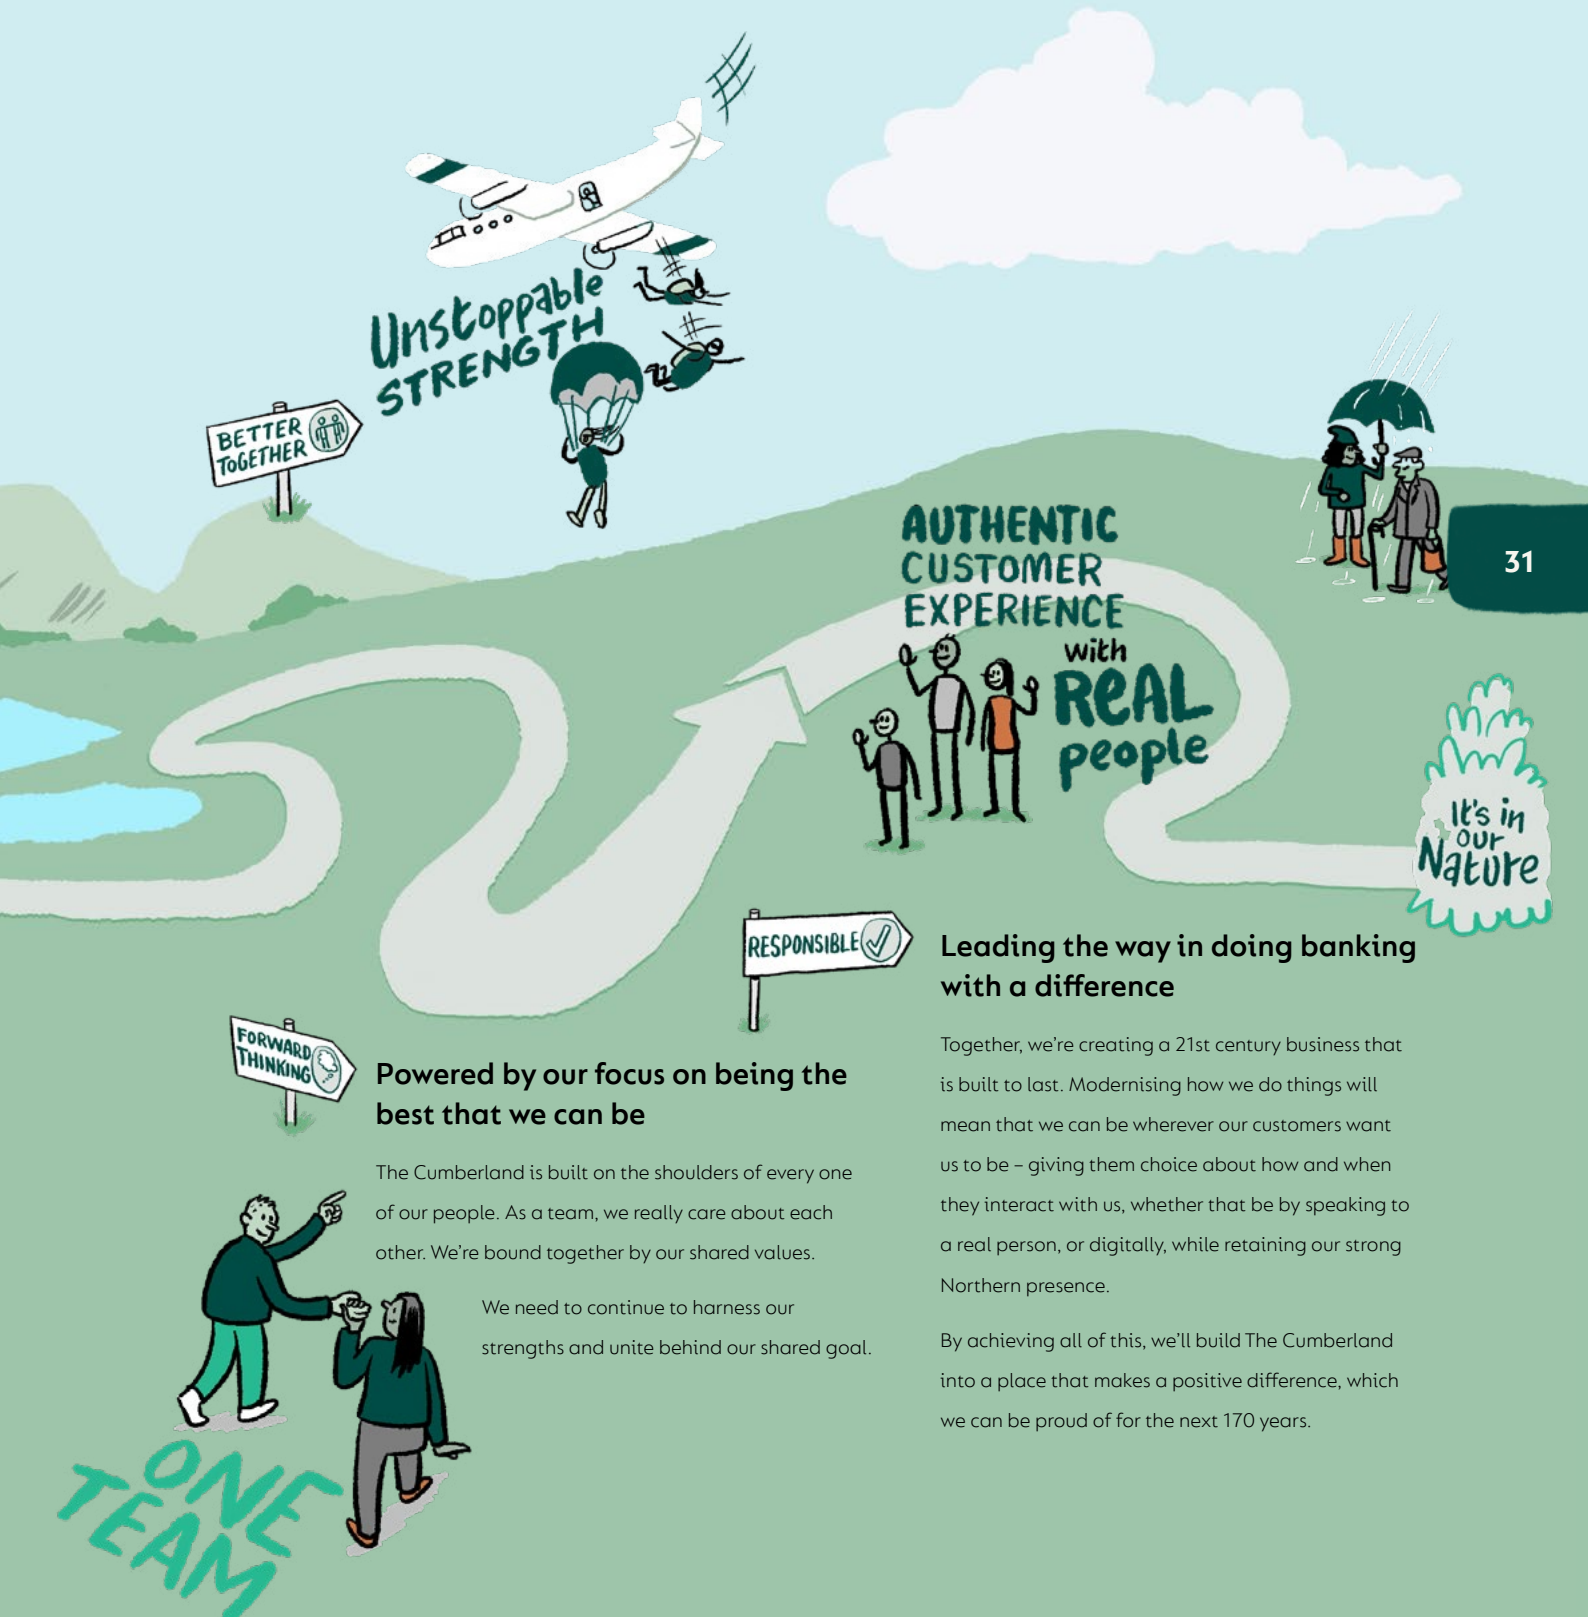 Unstoppable
STRENGTH
BETTER
TOGETHER
AUTHENTIC
CUSTOMER
EXPERIENCE
with
REAL
people
31
It's in
our
Nature
RESPONSIBLE
FORWARD
THINKING
Powered by our focus on being the
best that we can be
The Cumberland is built on the shoulders of every one
of our people. As a team, we really care about each
other. We're bound together by our shared values.
We need to continue to harness our
strengths and unite behind our shared goal.
ONE
TEAM
Leading the way in doing banking
with a difference
Together, we're creating a 21st century business that
is built to last. Modernising how we do things will
mean that we can be wherever our customers want
us to be – giving them choice about how and when
they interact with us, whether that be by speaking to
a real person, or digitally, while retaining our strong
Northern presence.
By achieving all of this, we'll build The Cumberland
into a place that makes a positive difference, which
we can be proud of for the next 170 years.